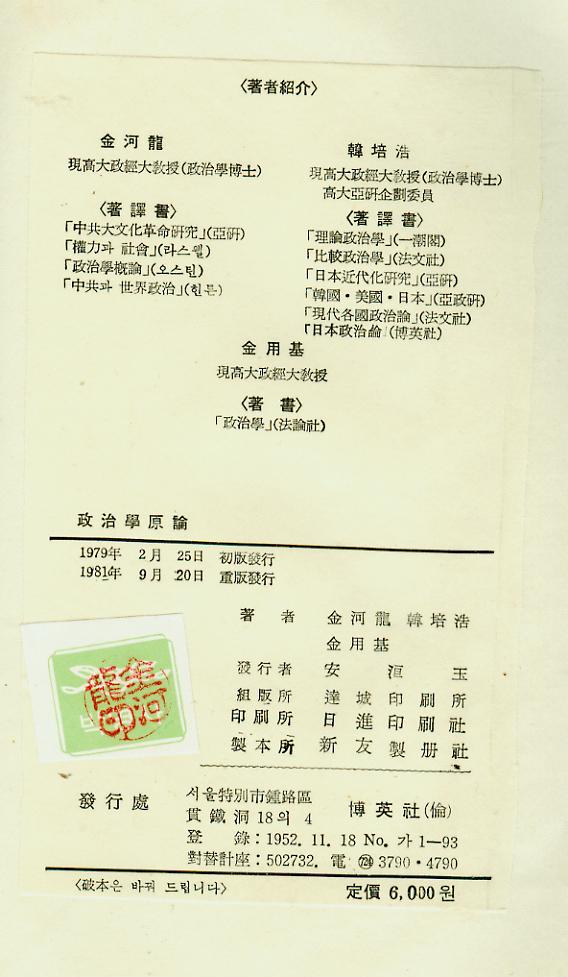 〈著者紹介〉
金河龍
現高大政經大教授(政治學博士)
〈著譯書〉
「中共大文化革命硏究」(亞硏)
「權力과 社會」(라스웰)
「政治學槪論」(오스틴)
「中共과 世界政治」(힌튼)
韓培浩
現高大政經大教授(政治學博士)
高大亞硏企劃委員
〈著譯書〉
「理論政治學」(一潮閣)
「比較政治學」(法文社)
「日本近代化硏究」(亞硏)
「韓國・美國・日本」(亞政硏)
「現代各國政治論」(法文社)
「日本政治論」(博英社)
金用基
現高大政經大敎授
〈著書〉
「政治學」(法論社)
政治學原論
1979年 2月 25日 初版發行
1981年 9月 20日 重版發行
著者 金河龍 韓培浩
金用基
發行者 安洹玉
組版所 達城印刷所
印刷所 日進印刷社
製本所 新友製册社
金河龍印
發行處
서울特別市鍾路區
貫鐵洞18의 4
博英社(倫)
登錄:1952. 11. 18 No. 가1—93
對替計座:502732. 電 ㉔ 3790・4790
〈破本은 바꿔 드립니다〉
定價 6,000원